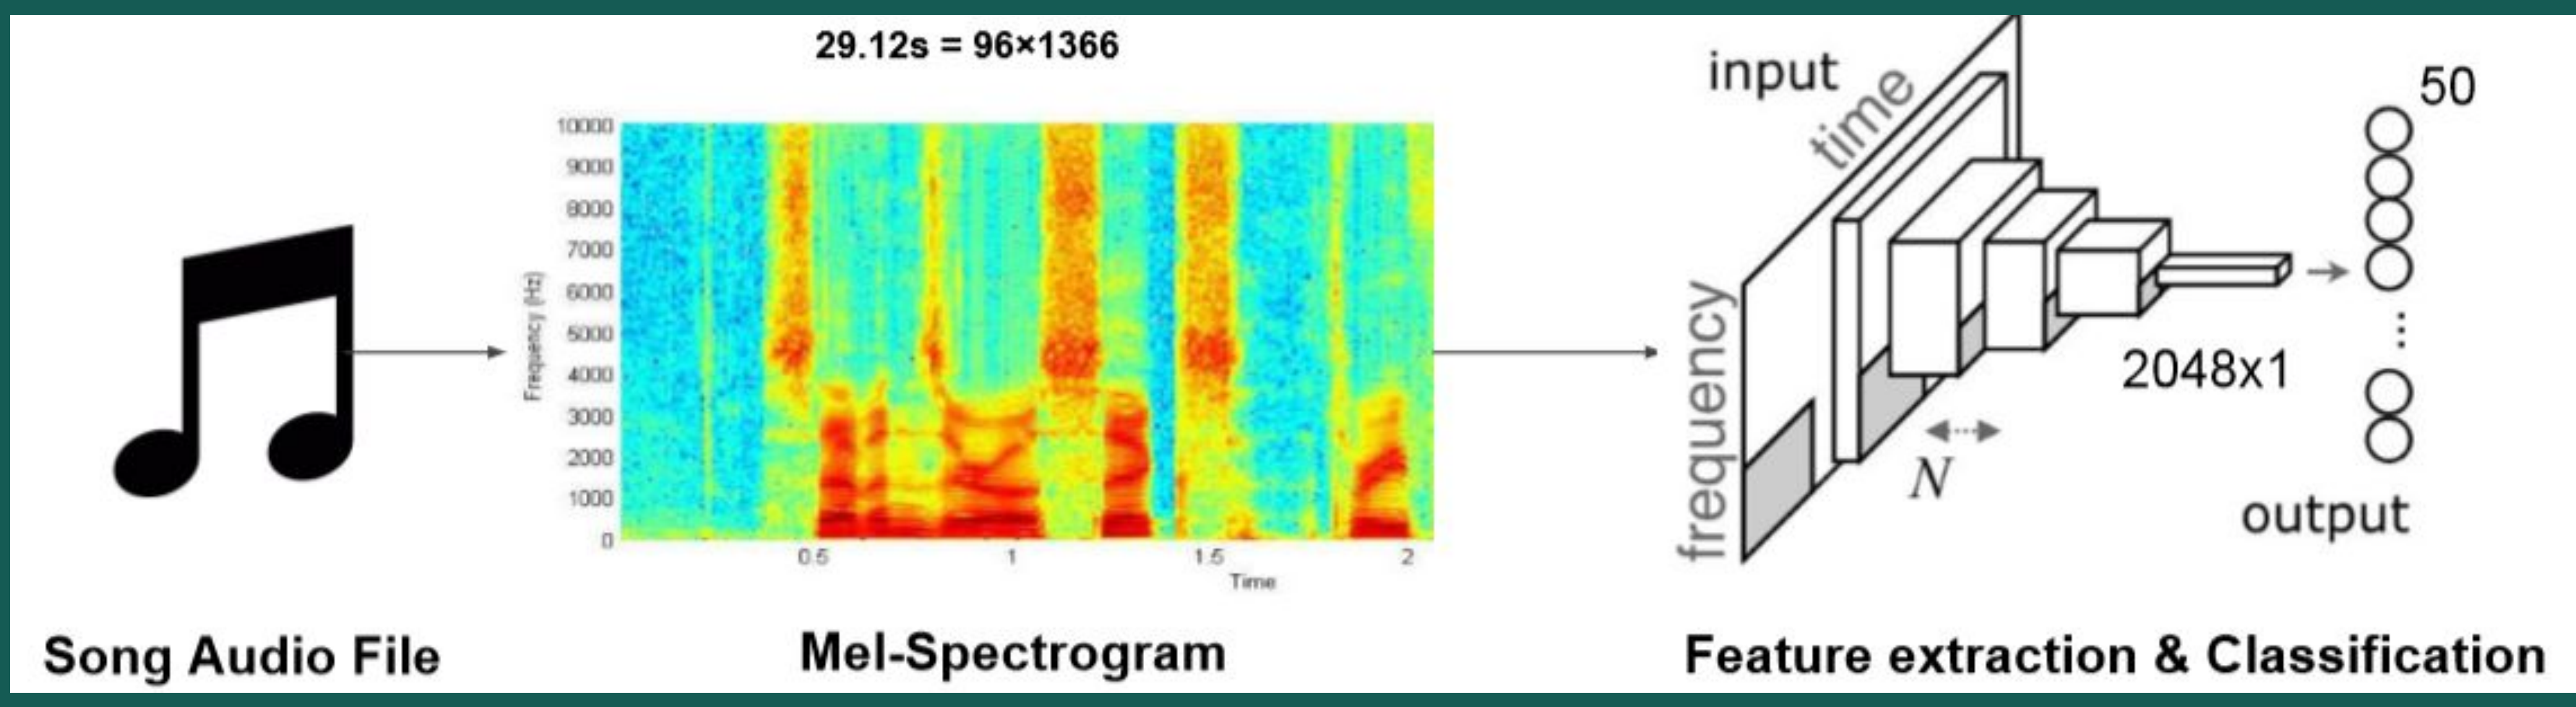 29.12s = 96×1366
10000
9000
8000
7000
6000
5000
4000
3000
2000
1000
0
Frequency (Hz)
0.5
1
1.5
2
Time
input
time
frequency
N
50
...
2048x1
output
Song Audio File
Mel-Spectrogram
Feature extraction & Classification